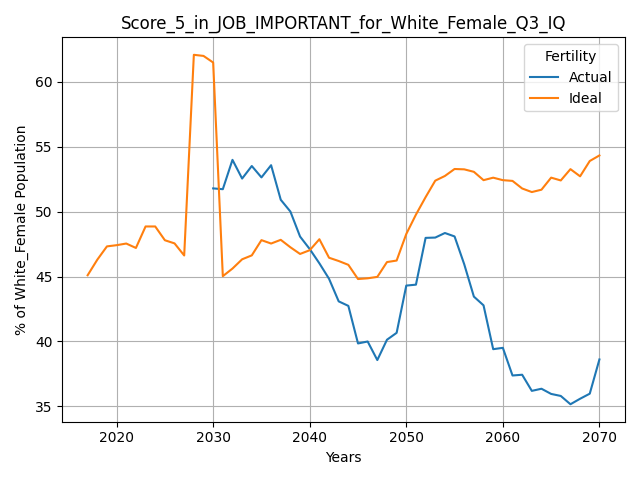 Score_5_in_JOB_IMPORTANT_for_White_Female_Q3_IQ
Fertility
Actual
Ideal
% of White_Female Population
60
55
50
45
40
35
2020 2030 2040 2050 2060 2070
Years